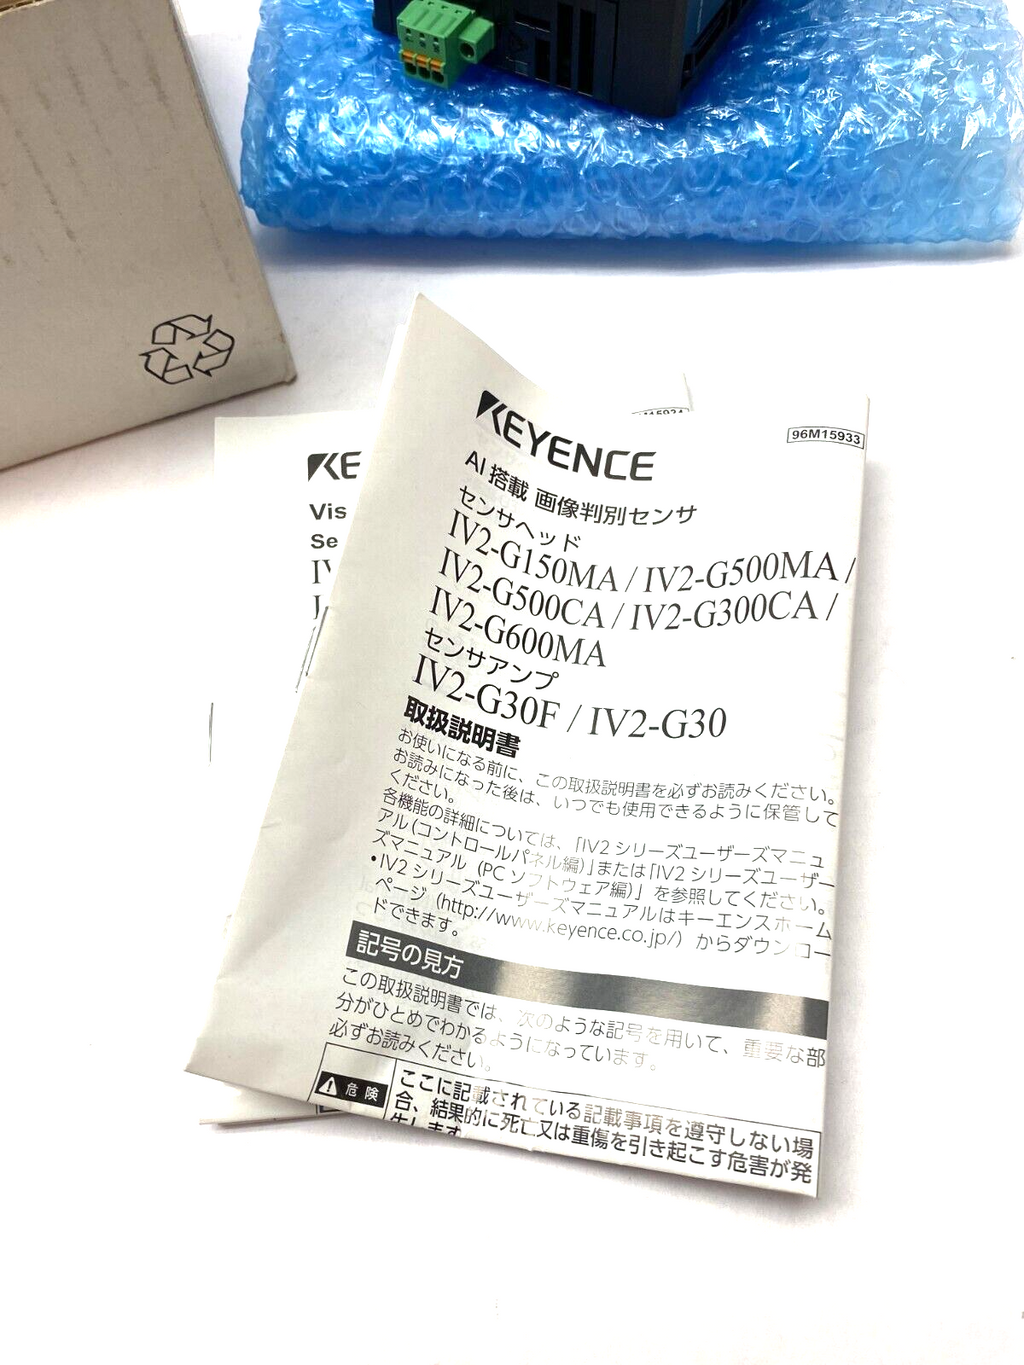 96M15933
KEYENCE
AI 搭載 画像判別センサ
センサヘッド
IV2-G150MA / IV2-G500MA /
IV2-G500CA / IV2-G300CA /
IV2-G600MA
センサアンプ
IV2-G30F / IV2-G30
取扱説明書
お使いになる前に、この取扱説明書を必ずお読みください。
お読みになった後は、いつでも使用できるように保管して
ください。
各機能の詳細については、「IV2 シリーズユーザーズマニュ
アル（コントロールパネル編）」または「IV2 シリーズユーザー
ズマニュアル（PC ソフトウェア編）」を参照してください。
•IV2 シリーズユーザーズマニュアルはキーエンスホーム
ページ（http://www.keyence.co.jp/）からダウンロー
ドできます。
記号の見方
この取扱説明書では、次のような記号を用いて、重要な部
分がひとめでわかるようになっています。
必ずお読みください。
危険
ここに記載されている記載事項を遵守しない場
合、結果的に死亡又は重傷を引き起こす危害が発
生します
KE
Vis
Se
IV